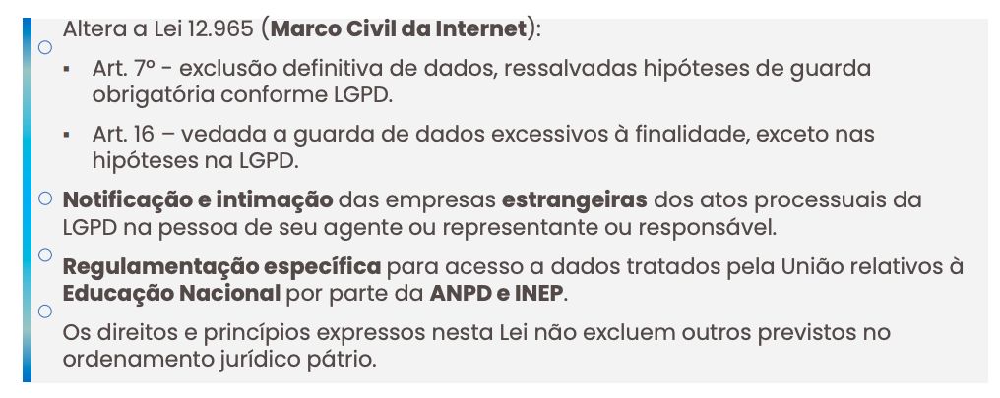 Altera a Lei 12.965 (Marco Civil da Internet):
▪ Art. 7º - exclusão definitiva de dados, ressalvadas hipóteses de guarda
obrigatória conforme LGPD.
▪ Art. 16 – vedada a guarda de dados excessivos à finalidade, exceto nas
hipóteses na LGPD.
Notificação e intimação das empresas estrangeiras dos atos processuais da
LGPD na pessoa de seu agente ou representante ou responsável.
Regulamentação específica para acesso a dados tratados pela União relativos à
Educação Nacional por parte da ANPD e INEP.
Os direitos e princípios expressos nesta Lei não excluem outros previstos no
ordenamento jurídico pátrio.